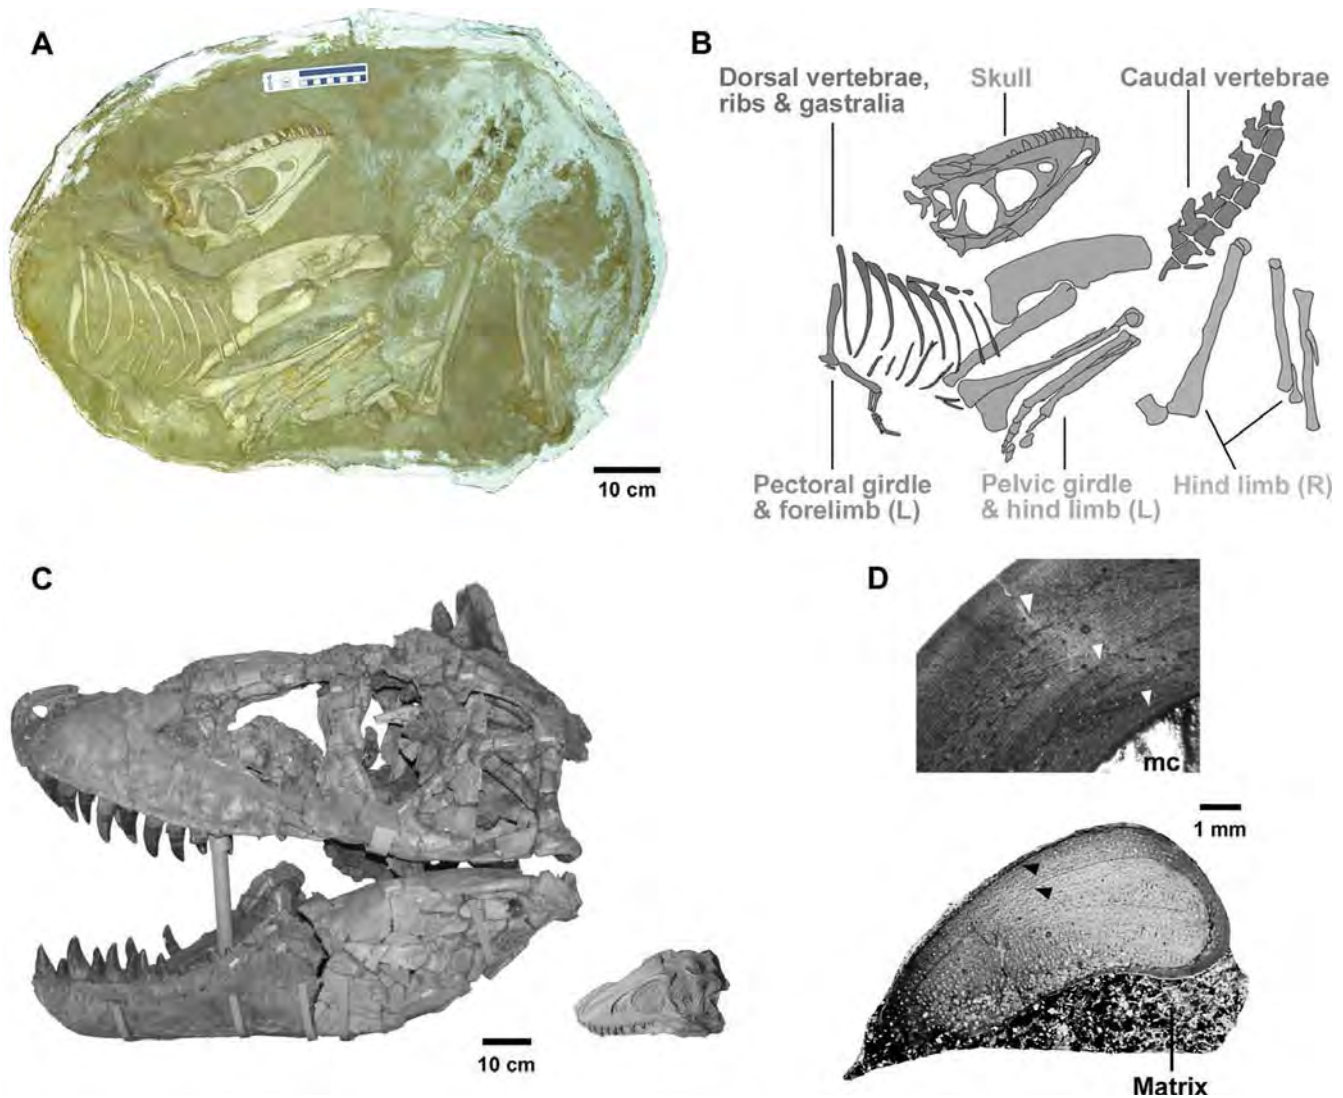 A
10 cm
B
Dorsal vertebrae,
ribs & gastralia
Skull
Caudal vertebrae
Pectoral girdle
& forelimb (L)
Pelvic girdle
& hind limb (L)
Hind limb (R)
C
10 cm
D
mc
1 mm
Matrix